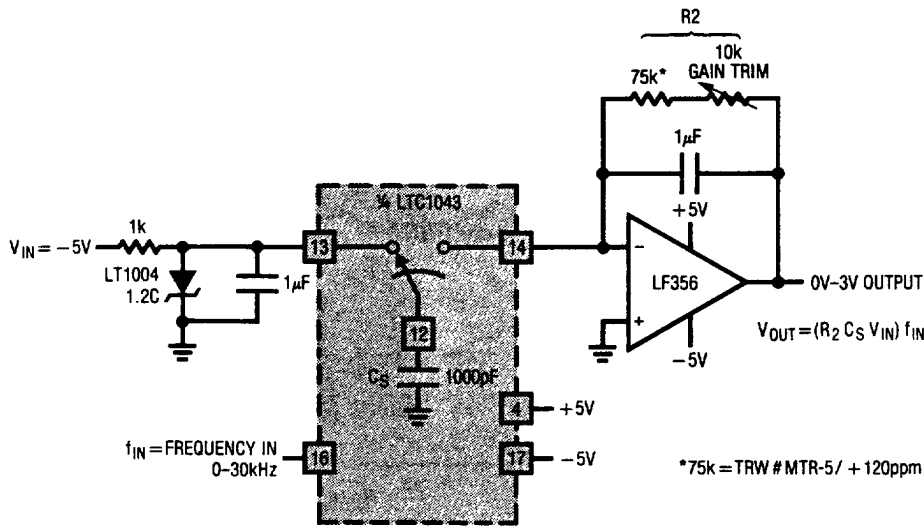 R2
10k
75k* GAIN TRIM
1µF
¼ LTC1043
+5V
1k
V_IN = −5V
13
14
−
LT1004
1.2C
1µF
LF356
0V-3V OUTPUT
12
+
V_OUT = (R2 CS V_IN) f_IN
−5V
CS
1000pF
4
+5V
f_IN = FREQUENCY IN
0-30kHz
16
17
−5V
*75k = TRW # MTR-5/ + 120ppm